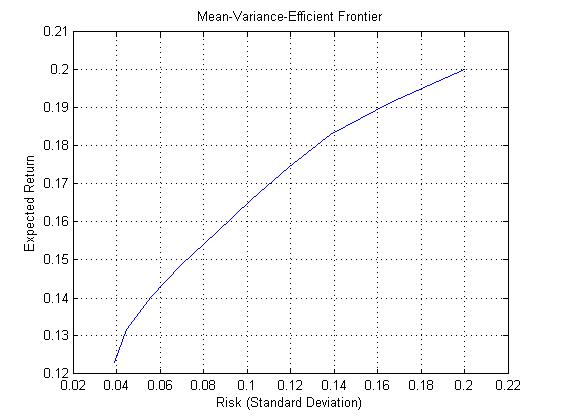 Mean-Variance-Efficient Frontier
0.21
0.2
0.19
0.18
0.17
0.16
0.15
0.14
0.13
0.12
Expected Return
0.02 0.04 0.06 0.08 0.1 0.12 0.14 0.16 0.18 0.2 0.22
Risk (Standard Deviation)